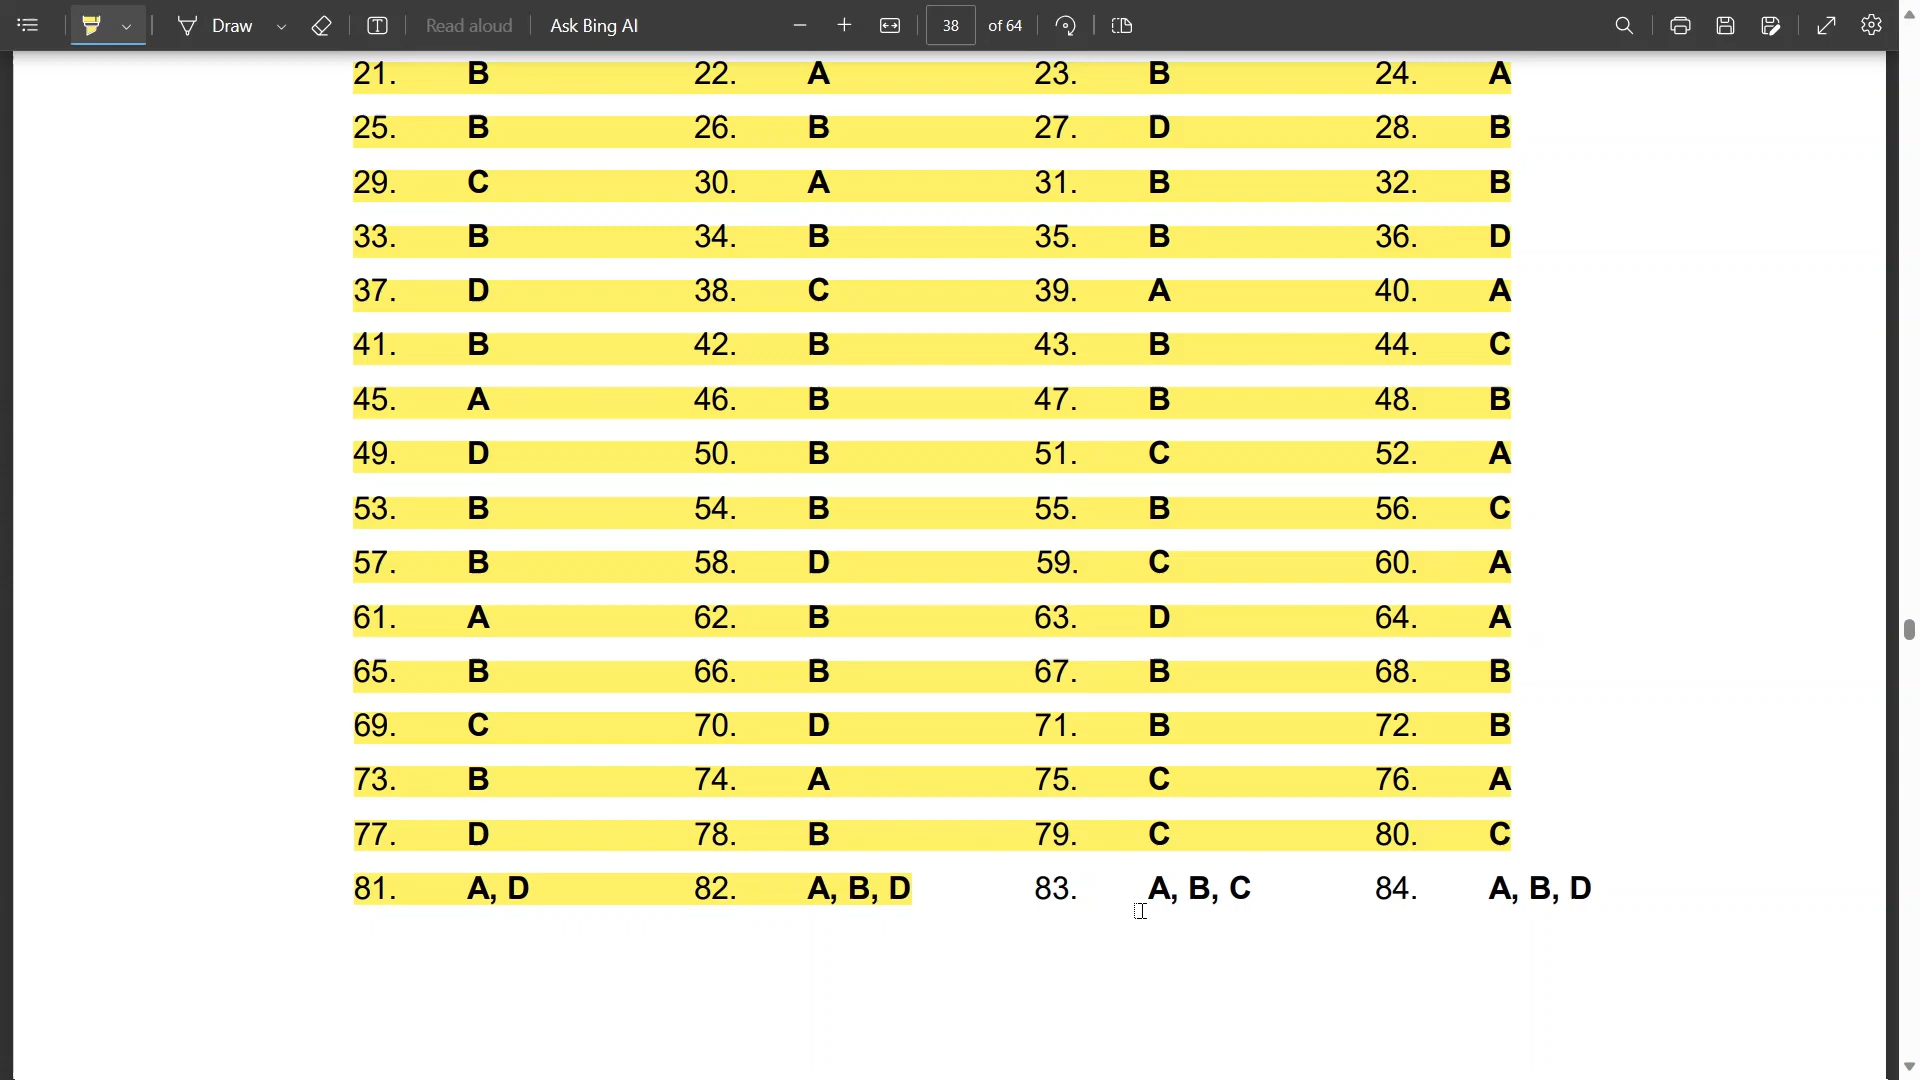 Draw Read aloud Ask Bing AI 38 of 64
21. B 22. A 23. B 24. A
25. B 26. B 27. D 28. B
29. C 30. A 31. B 32. B
33. B 34. B 35. B 36. D
37. D 38. C 39. A 40. A
41. B 42. B 43. B 44. C
45. A 46. B 47. B 48. B
49. D 50. B 51. C 52. A
53. B 54. B 55. B 56. C
57. B 58. D 59. C 60. A
61. A 62. B 63. D 64. A
65. B 66. B 67. B 68. B
69. C 70. D 71. B 72. B
73. B 74. A 75. C 76. A
77. D 78. B 79. C 80. C
81. A, D 82. A, B, D 83. A, B, C 84. A, B, D